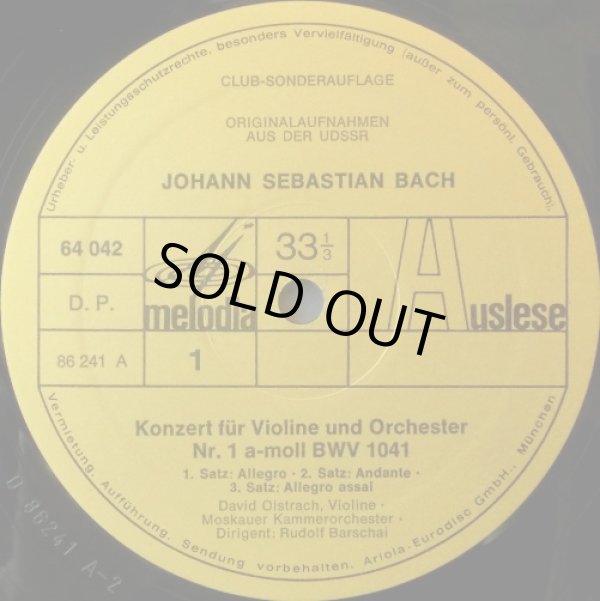 Urheber- u. Leistungsschutzrechte, besonders Vervielfältigung (außer zum persönl. Gebrauch),
CLUB-SONDERAUFLAGE
ORIGINALAUFNAHMEN
AUS DER UDSSR
JOHANN SEBASTIAN BACH
64 042
33 1/3
Auslese
D. P.
melodia
SOLD OUT
86 241 A
1
Konzert für Violine und Orchester
Nr. 1 a-moll BWV 1041
1. Satz: Allegro · 2. Satz: Andante ·
3. Satz: Allegro assai
David Oistrach, Violine ·
Moskauer Kammerorchester ·
Dirigent: Rudolf Barschai
Vermietung, Aufführung, Sendung vorbehalten. Ariola-Eurodisc GmbH., München
D 86241 A-2